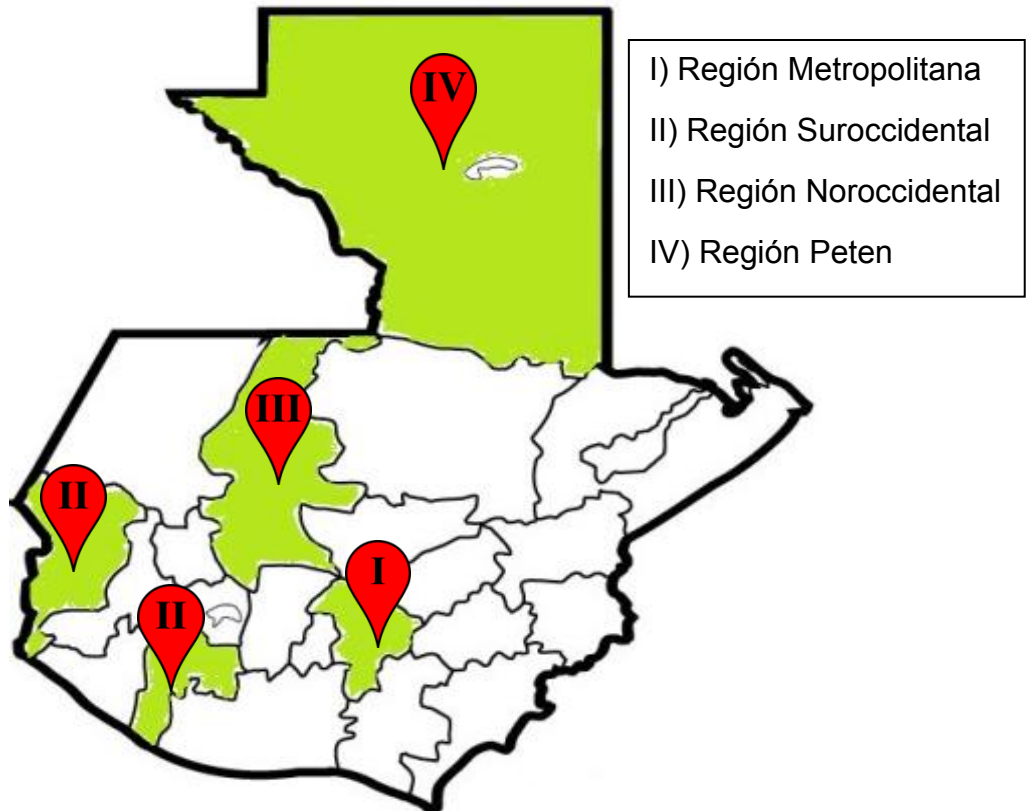 IV
I) Región Metropolitana
II) Región Suroccidental
III) Región Noroccidental
IV) Región Peten
III
II
I
II